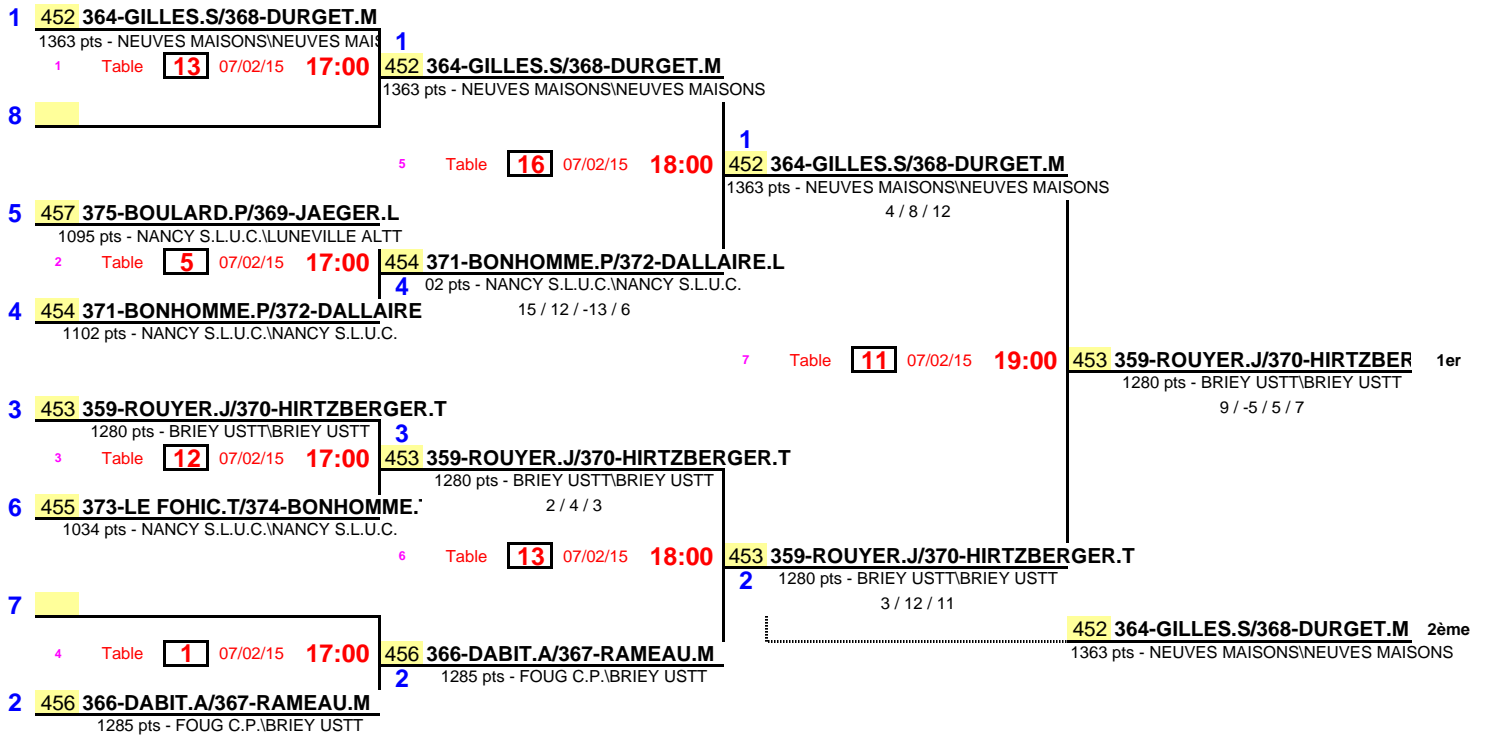 1 452 364-GILLES.S/368-DURGET.M
1363 pts - NEUVES MAISONS\NEUVES MAIS
1
1 Table 13 07/02/15 17:00 452 364-GILLES.S/368-DURGET.M
1363 pts - NEUVES MAISONS\NEUVES MAISONS
8
1
5 Table 16 07/02/15 18:00 452 364-GILLES.S/368-DURGET.M
1363 pts - NEUVES MAISONS\NEUVES MAISONS
4 / 8 / 12
5 457 375-BOULARD.P/369-JAEGER.L
1095 pts - NANCY S.L.U.C.\LUNEVILLE ALTT
2 Table 5 07/02/15 17:00 454 371-BONHOMME.P/372-DALLAIRE.L
4 02 pts - NANCY S.L.U.C.\NANCY S.L.U.C.
15 / 12 / -13 / 6
4 454 371-BONHOMME.P/372-DALLAIRE
1102 pts - NANCY S.L.U.C.\NANCY S.L.U.C.
7 Table 11 07/02/15 19:00 453 359-ROUYER.J/370-HIRTZBER 1er
1280 pts - BRIEY USTT\BRIEY USTT
9 / -5 / 5 / 7
3 453 359-ROUYER.J/370-HIRTZBERGER.T
1280 pts - BRIEY USTT\BRIEY USTT
3
3 Table 12 07/02/15 17:00 453 359-ROUYER.J/370-HIRTZBERGER.T
1280 pts - BRIEY USTT\BRIEY USTT
2 / 4 / 3
6 455 373-LE FOHIC.T/374-BONHOMME.
1034 pts - NANCY S.L.U.C.\NANCY S.L.U.C.
6 Table 13 07/02/15 18:00 453 359-ROUYER.J/370-HIRTZBERGER.T
2 1280 pts - BRIEY USTT\BRIEY USTT
3 / 12 / 11
7
452 364-GILLES.S/368-DURGET.M 2ème
1363 pts - NEUVES MAISONS\NEUVES MAISONS
4 Table 1 07/02/15 17:00 456 366-DABIT.A/367-RAMEAU.M
2 1285 pts - FOUG C.P.\BRIEY USTT
2 456 366-DABIT.A/367-RAMEAU.M
1285 pts - FOUG C.P.\BRIEY USTT